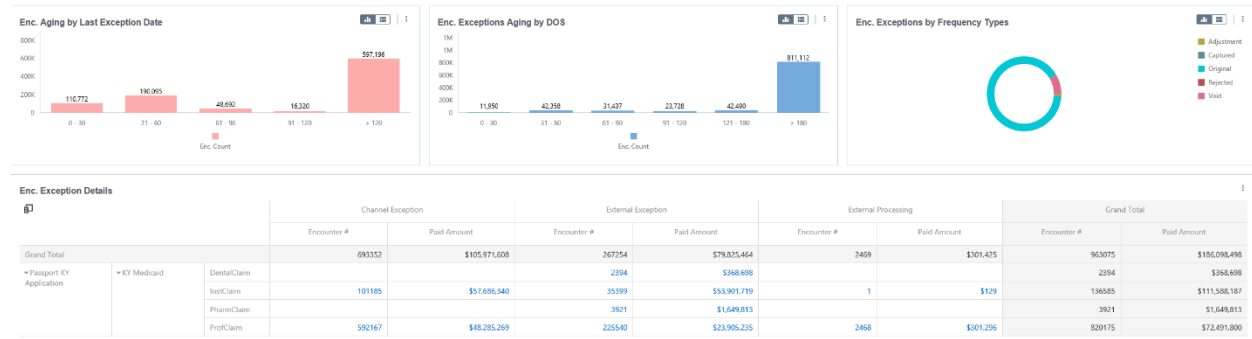 Enc. Aging by Last Exception Date
800K
600K
400K
200K
0
110,772
190,095
48,692
16,320
597,196
0 - 30
31 - 60
61 - 90
91 - 120
> 120
Enc. Count
Enc. Exceptions Aging by DOS
1M
1M
800K
600K
400K
200K
0
11,950
42,358
31,437
23,728
42,490
811,112
0 - 30
31 - 60
61 - 90
91 - 120
121 - 180
> 180
Enc. Count
Enc. Exceptions by Frequency Types
Adjustment
Captured
Original
Rejected
Void
Enc. Exception Details
Channel Exception External Exception External Processing Grand Total
Encounter # Paid Amount Encounter # Paid Amount Encounter # Paid Amount Encounter # Paid Amount
Grand Total 693352 $105,971,608 267254 $79,825,464 2469 $301,425 963075 $186,098,498
Passport KY Application KY Medicaid DentalClaim 2394 $368,698 2394 $368,698
InstClaim 101185 $57,686,340 35399 $53,901,719 1 $129 136585 $111,588,187
PharmClaim 3921 $1,649,813 3921 $1,649,813
ProfClaim 592167 $48,285,269 225540 $23,905,235 2468 $301,296 820175 $72,491,800